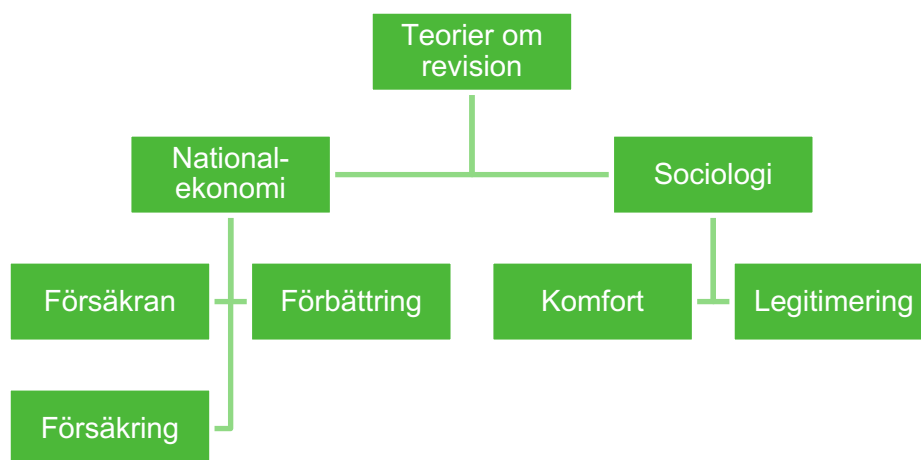 Teorier om
revision
National-
ekonomi
Sociologi
Försäkran
Förbättring
Komfort
Legitimering
Försäkring